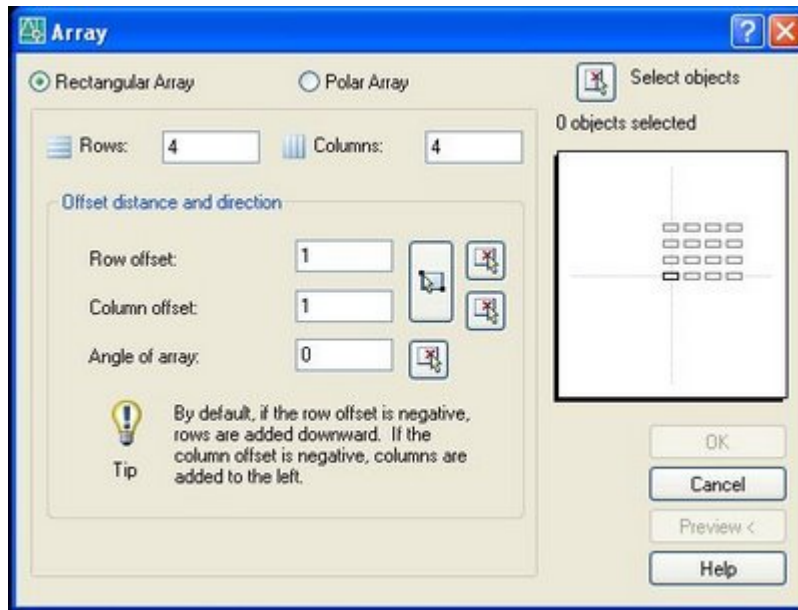 Array
Rectangular Array
Polar Array
Select objects
0 objects selected
Rows: 4
Columns: 4
Offset distance and direction
Row offset: 1
Column offset: 1
Angle of array: 0
By default, if the row offset is negative,
rows are added downward. If the
column offset is negative, columns are
added to the left.
Tip
OK
Cancel
Preview <
Help